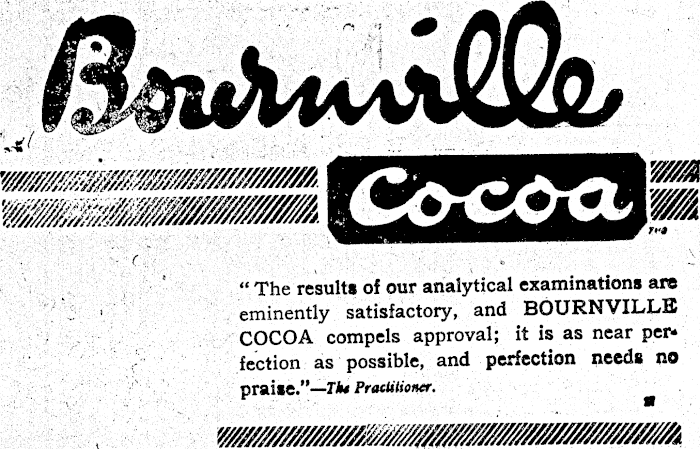 Bournville
Cocoa
“ The results of our analytical examinations are
eminently satisfactory, and BOURNVILLE
COCOA compels approval; it is as near per-
fection as possible, and perfection needs no
praise.”—The Practitioner.